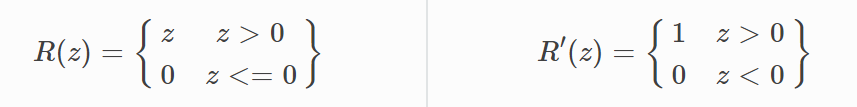 R(z) = { z z > 0
0 z <= 0 }
R′(z) = { 1 z > 0
0 z < 0 }